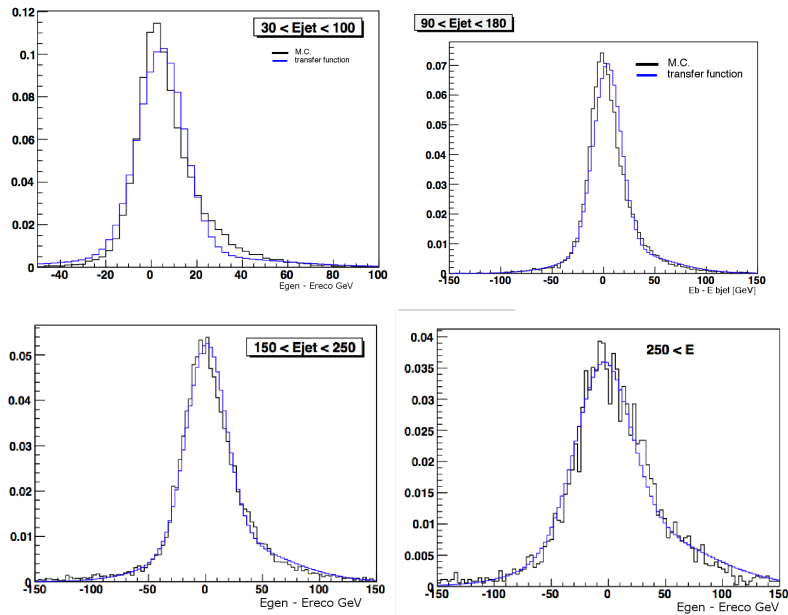 30 < Ejet < 100
M.C.
transfer function
0.12
0.1
0.08
0.06
0.04
0.02
0
-40 -20 0 20 40 60 80 100
Egen - Ereco GeV
90 < Ejet < 180
M.C.
transfer function
0.07
0.06
0.05
0.04
0.03
0.02
0.01
0
-150 -100 -50 0 50 100 150
Eb - E bjet [GeV]
150 < Ejet < 250
0.05
0.04
0.03
0.02
0.01
0
-150 -100 -50 0 50 100 150
Egen - Ereco GeV
250 < E
0.04
0.035
0.03
0.025
0.02
0.015
0.01
0.005
0
-150 -100 -50 0 50 100 150
Egen - Ereco GeV